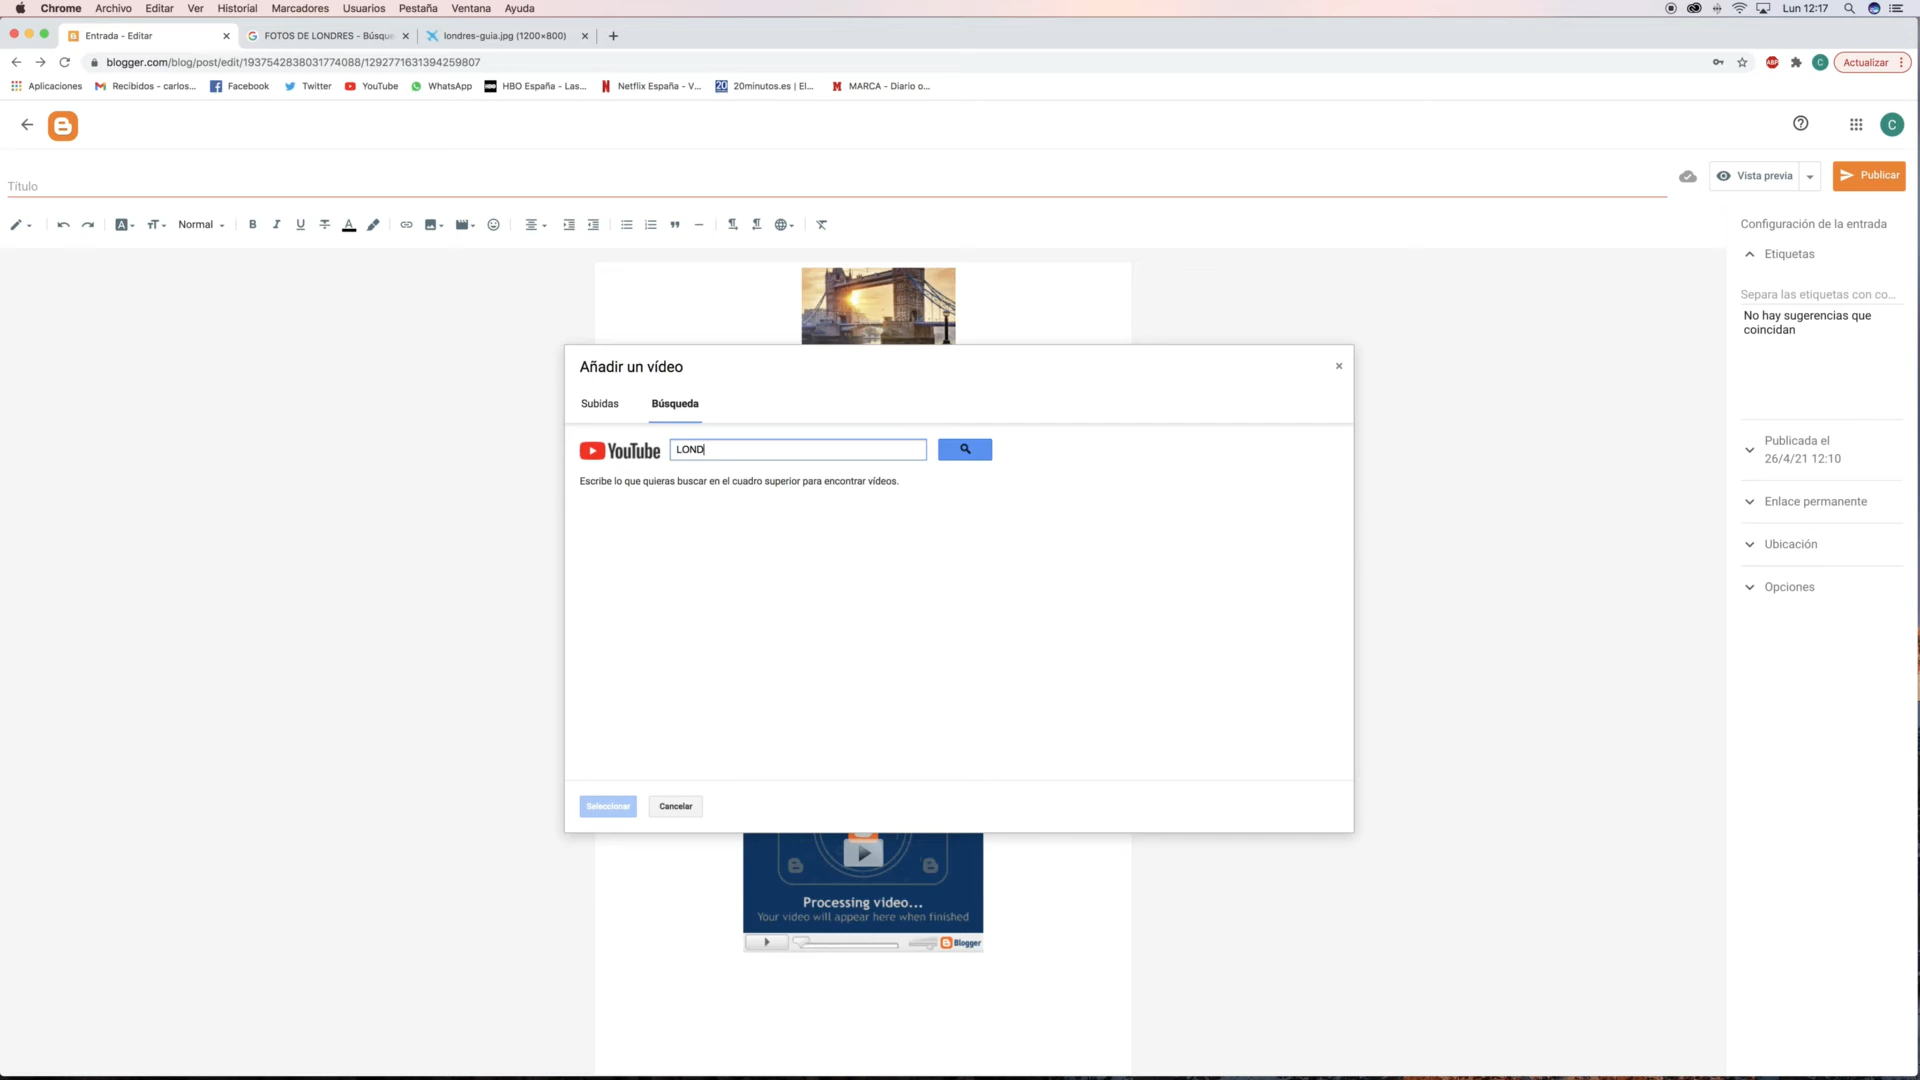 Chrome Archivo Editar Ver Historial Marcadores Usuarios Pestaña Ventana Ayuda Lun 12:17
Entrada - Editar FOTOS DE LONDRES - Búsque londres-guia.jpg (1200×800)
blogger.com/blog/post/edit/1937542838031774088/1292771631394259807 ABP C Actualizar
Aplicaciones Recibidos - carlos... Facebook Twitter YouTube WhatsApp HBO España - Las... Netflix España - V... 20 20minutos.es | El... MARCA - Diario o...
C
Título
Vista previa Publicar
Normal B I U A
Configuración de la entrada
Etiquetas
Separa las etiquetas con co...
No hay sugerencias que
coincidan
Publicada el
26/4/21 12:10
Enlace permanente
Ubicación
Opciones
Añadir un vídeo
Subidas Búsqueda
YouTube LOND
Escribe lo que quieras buscar en el cuadro superior para encontrar vídeos.
Seleccionar Cancelar
Processing video...
Your video will appear here when finished
Blogger